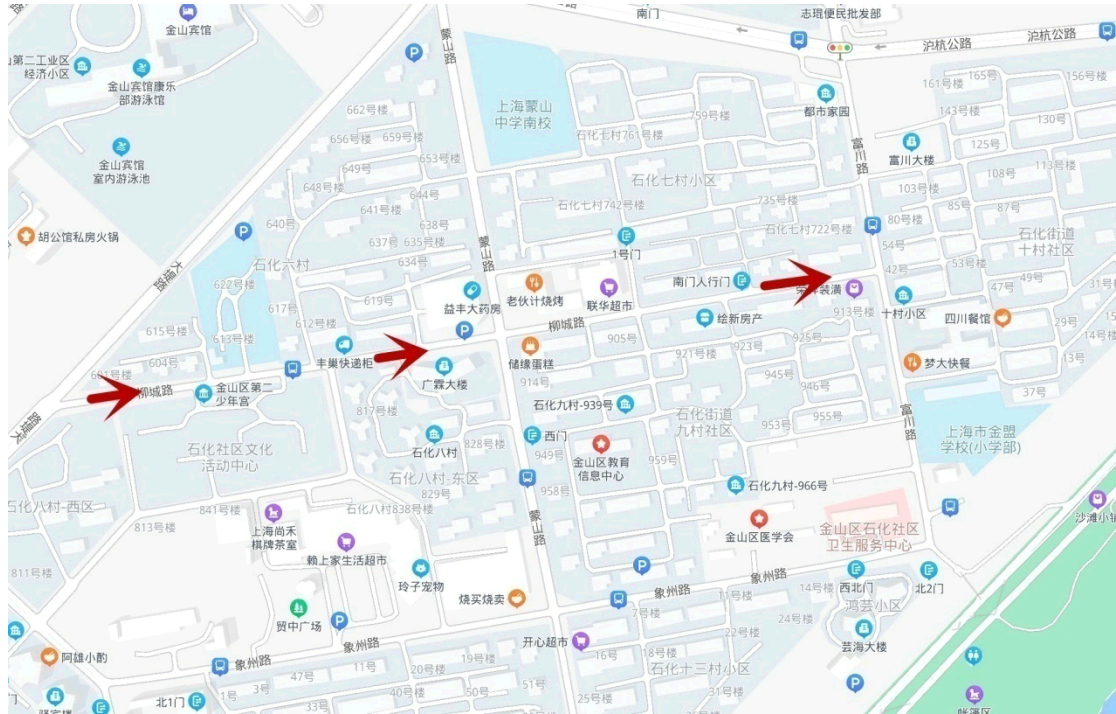 金山宾馆
南门
志琨便民批发部
沪杭公路
沪杭公路
蒙山路
山第二工业区
经济小区
金山宾馆康乐
部游泳馆
161号楼
165号
156号楼
662号楼
上海蒙山
中学南校
759号楼
都市家园
143号楼
130号
656号楼
659号楼
石化七村761号楼
富川路
125号
金山宾馆
室内游泳池
653号楼
649号
富川大楼
113号楼
648号楼
644号
石化七村小区
108号
103号楼
641号楼
石化七村742号楼
735号楼
85号
87号
640号
638号
石化七村722号楼
80号楼
石化街道
十村社区
胡公馆私房火锅
637号
635号楼
蒙山路
1号门
54号
石化六村
634号
53号楼
大堤路
42号
47号
622号楼
老伙计烧烤
南门人行门
49号
益丰大药房
联华超市
荣祥装潢
31号楼
619号
617号
十村小区
913号楼
四川餐馆
29号
615号楼
612号楼
柳城路
绘新房产
15号
613号楼
905号
925号
14号
丰巢快递柜
储缘蛋糕
923号
604号
广霖大楼
921号楼
梦大快餐
13号
601号楼
914号
945号
柳城路
金山区第二
少年宫
946号
37号
817号楼
石化九村-939号
石化街道
九村社区
955号
953号
富川路
石化社区文化
活动中心
石化八村
828号楼
西门
上海市金盟
学校(小学部)
949号
金山区教育
信息中心
959号
石化八村-东区
829号
石化九村-966号
958号
石化八村-西区
841号楼
石化八村838号楼
813号楼
蒙山路
上海尚禾
棋牌茶室
金山区医学会
金山区石化社区
卫生服务中心
赖上家生活超市
811号楼
玲子宠物
象州路
14号楼
西北门
北2门
烧买烧卖
11号楼
鸿芸小区
贸中广场
7号楼
24号楼
象州路
开心超市
22号楼
芸海大楼
阿雄小酌
象州路
16号
18号楼
11号
19号楼
石化十三村小区
47号
20号楼
3号
51号
1号
40号楼
50号
25号楼
31号楼
北1门
33号